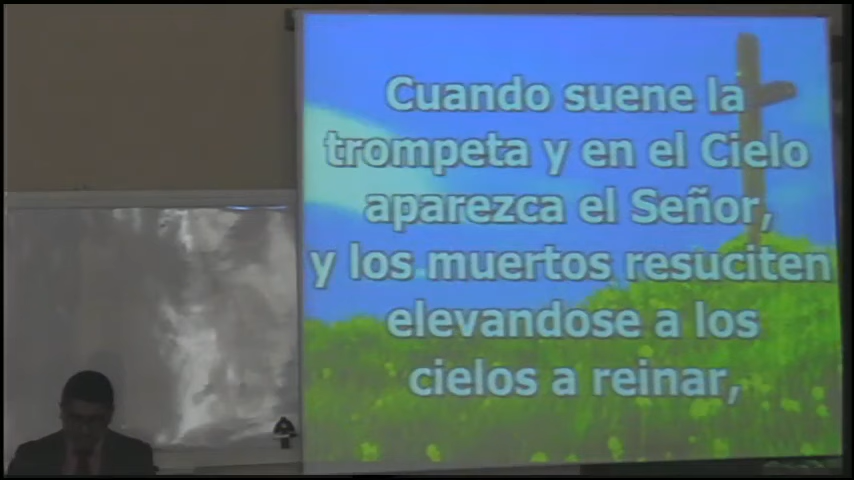 Cuando suene la
trompeta y en el Cielo
aparezca el Señor,
y los muertos resuciten
elevandose a los
cielos a reinar,